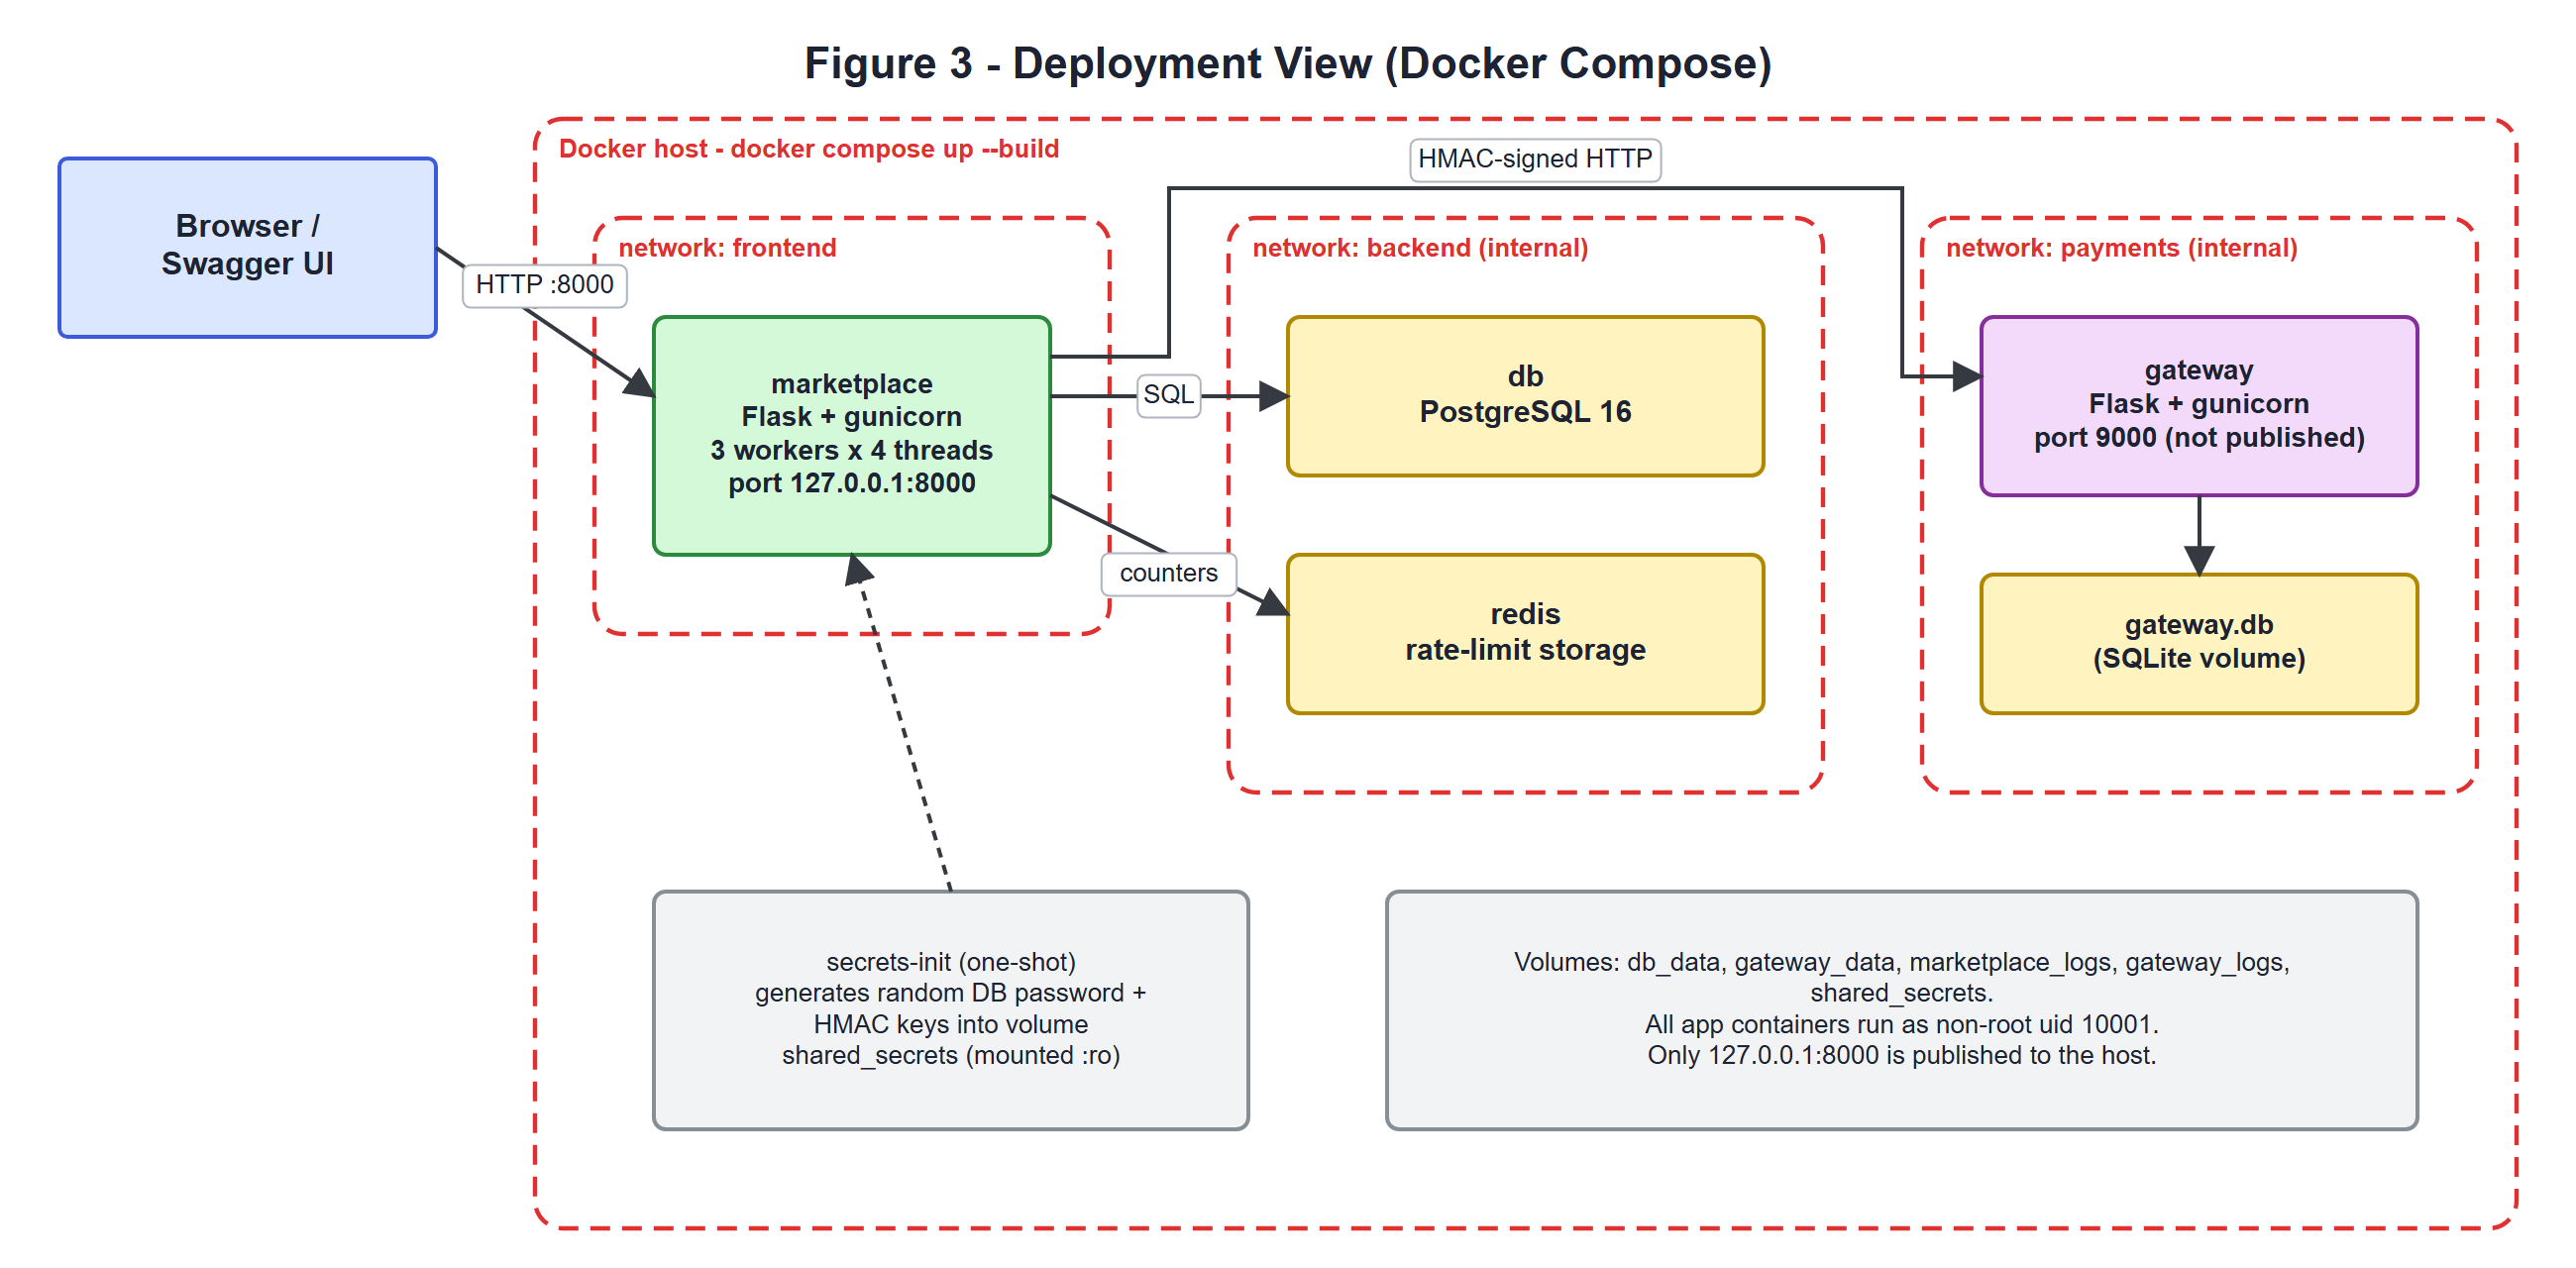 Figure 3 - Deployment View (Docker Compose)
Docker host - docker compose up --build
HMAC-signed HTTP
Browser /
Swagger UI
HTTP :8000
network: frontend
marketplace
Flask + gunicorn
3 workers x 4 threads
port 127.0.0.1:8000
SQL
counters
network: backend (internal)
db
PostgreSQL 16
redis
rate-limit storage
network: payments (internal)
gateway
Flask + gunicorn
port 9000 (not published)
gateway.db
(SQLite volume)
secrets-init (one-shot)
generates random DB password +
HMAC keys into volume
shared_secrets (mounted :ro)
Volumes: db_data, gateway_data, marketplace_logs, gateway_logs,
shared_secrets.
All app containers run as non-root uid 10001.
Only 127.0.0.1:8000 is published to the host.